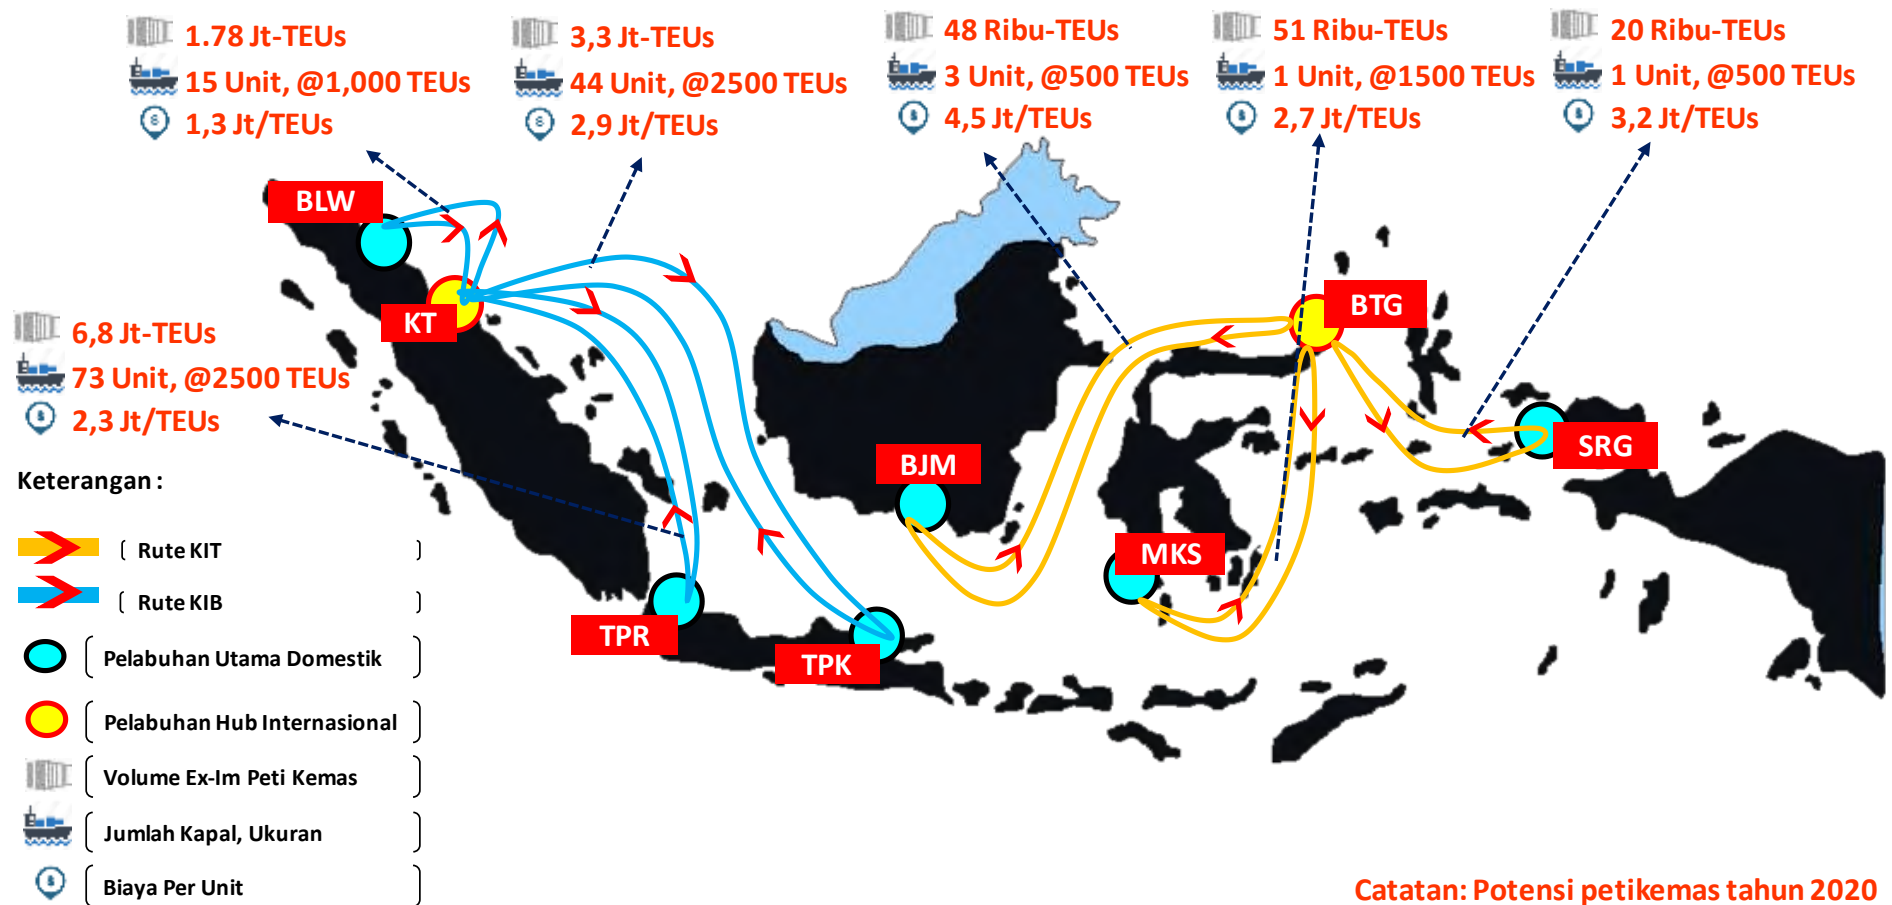 1.78 Jt-TEUs
15 Unit, @1,000 TEUs
1,3 Jt/TEUs
3,3 Jt-TEUs
44 Unit, @2500 TEUs
2,9 Jt/TEUs
48 Ribu-TEUs
3 Unit, @500 TEUs
4,5 Jt/TEUs
51 Ribu-TEUs
1 Unit, @1500 TEUs
2,7 Jt/TEUs
20 Ribu-TEUs
1 Unit, @500 TEUs
3,2 Jt/TEUs
BLW
KT
BTG
6,8 Jt-TEUs
73 Unit, @2500 TEUs
2,3 Jt/TEUs
BJM
SRG
MKS
TPR
TPK
Keterangan :
Rute KIT
Rute KIB
Pelabuhan Utama Domestik
Pelabuhan Hub Internasional
Volume Ex-Im Peti Kemas
Jumlah Kapal, Ukuran
Biaya Per Unit
Catatan: Potensi petikemas tahun 2020